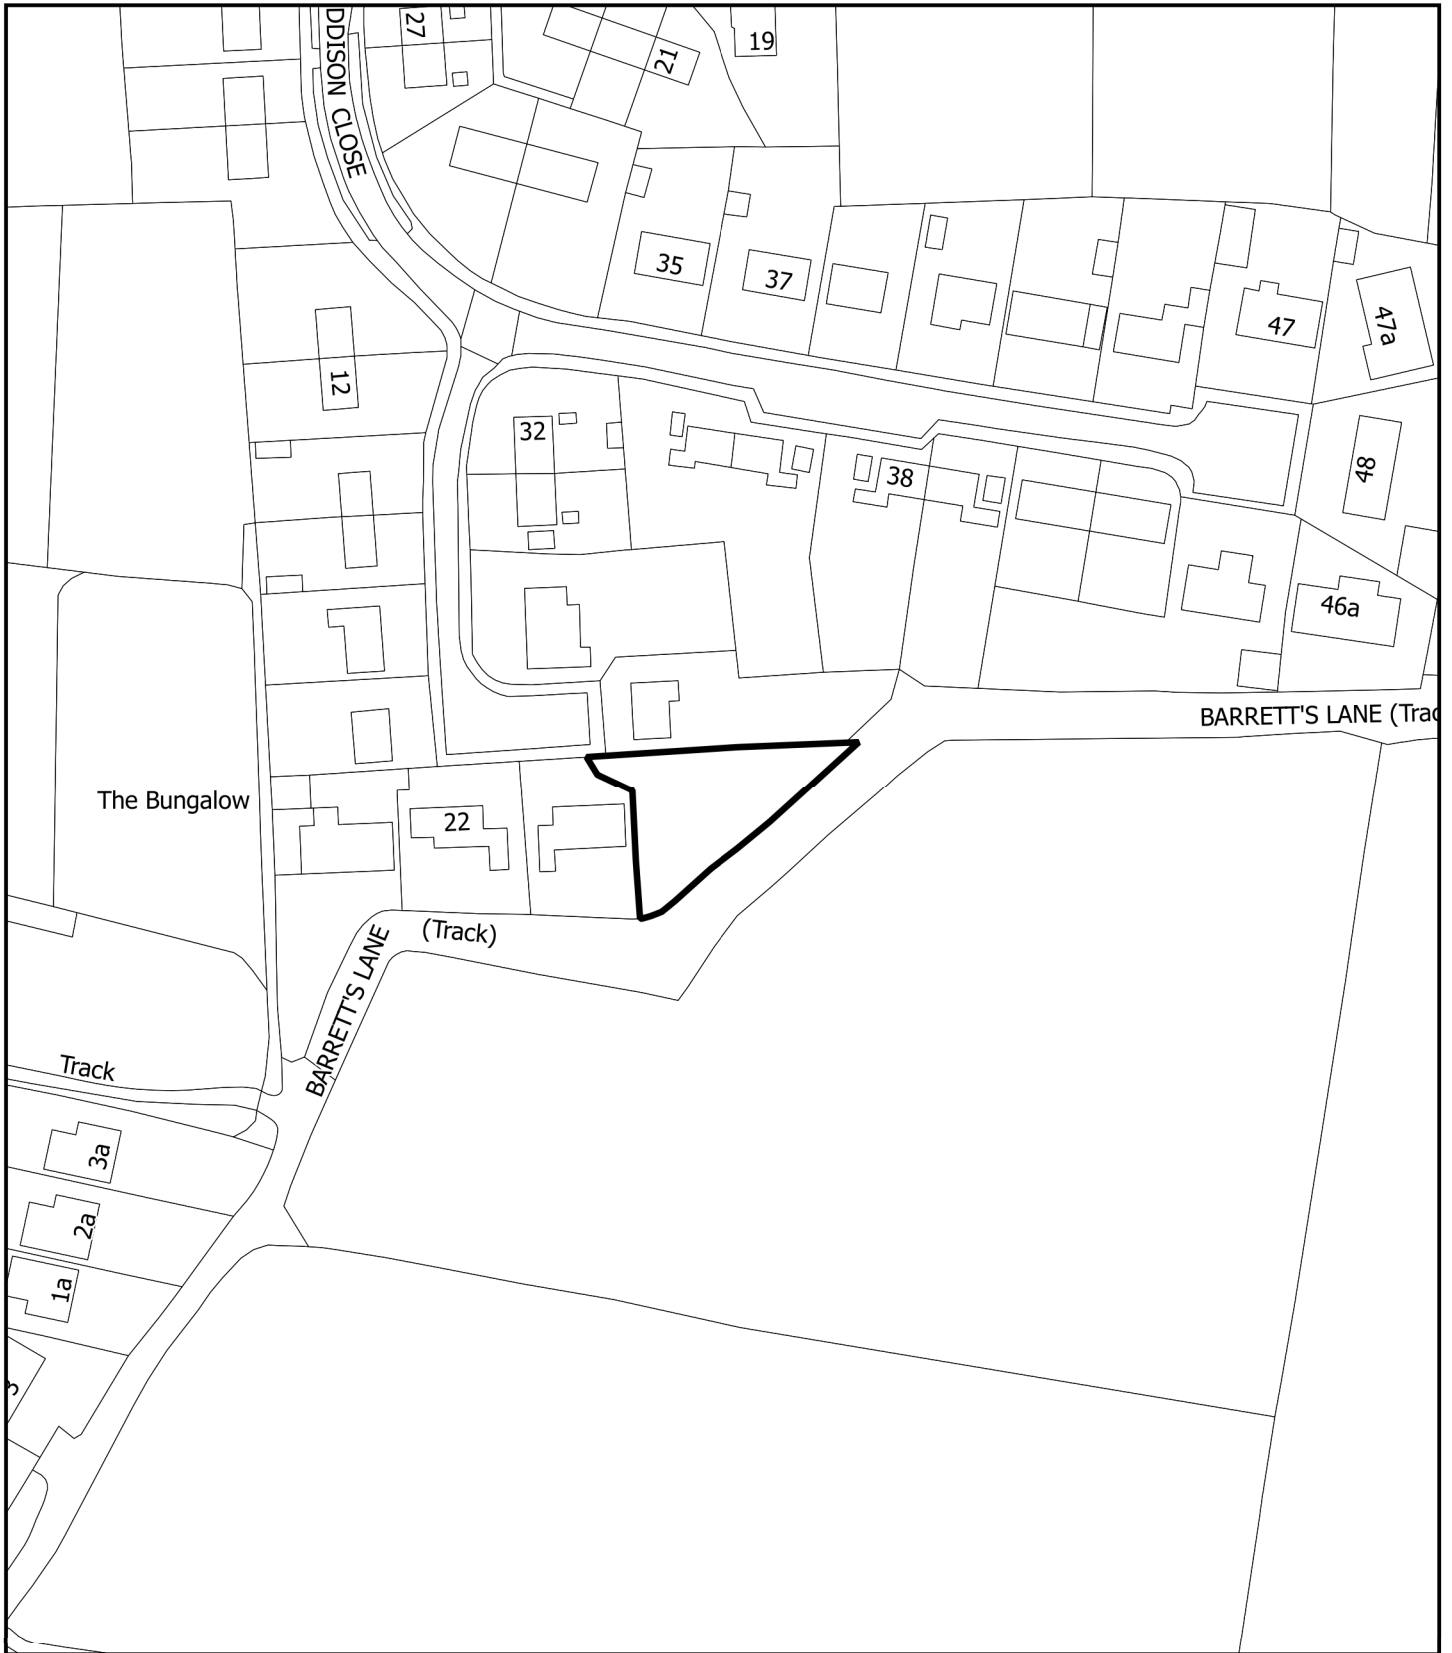 DDISON CLOSE
27
21
19
35
37
47
47a
12
32
38
48
46a
BARRETT'S LANE (Trac
The Bungalow
22
(Track)
BARRETT'S LANE
Track
3a
2a
1a
3